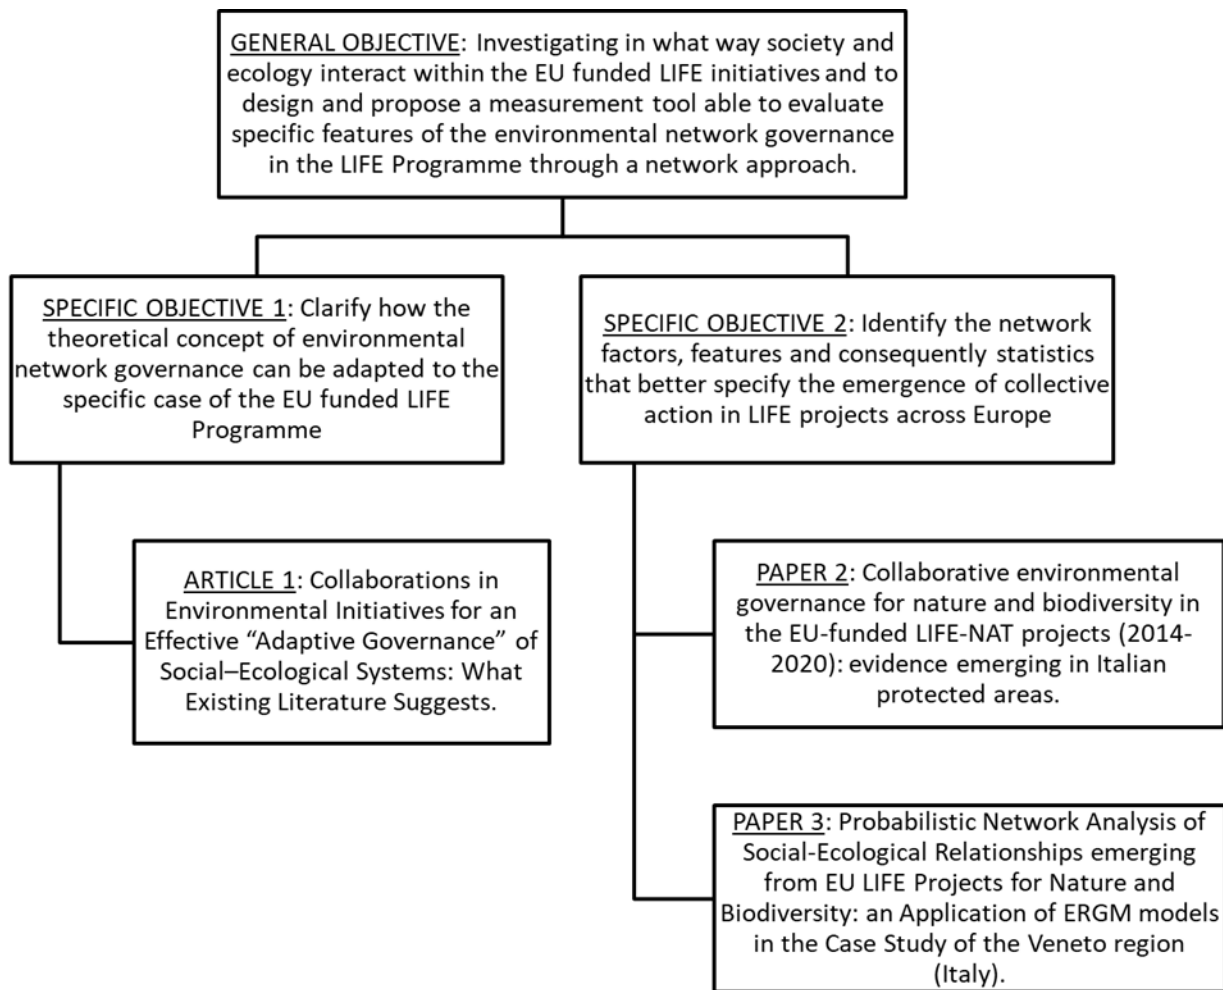 GENERAL OBJECTIVE: Investigating in what way society and
ecology interact within the EU funded LIFE initiatives and to
design and propose a measurement tool able to evaluate
specific features of the environmental network governance
in the LIFE Programme through a network approach.
SPECIFIC OBJECTIVE 1: Clarify how the
theoretical concept of environmental
network governance can be adapted to the
specific case of the EU funded LIFE
Programme
SPECIFIC OBJECTIVE 2: Identify the network
factors, features and consequently statistics
that better specify the emergence of collective
action in LIFE projects across Europe
ARTICLE 1: Collaborations in
Environmental Initiatives for an
Effective “Adaptive Governance” of
Social–Ecological Systems: What
Existing Literature Suggests.
PAPER 2: Collaborative environmental
governance for nature and biodiversity in
the EU-funded LIFE-NAT projects (2014-
2020): evidence emerging in Italian
protected areas.
PAPER 3: Probabilistic Network Analysis of
Social-Ecological Relationships emerging
from EU LIFE Projects for Nature and
Biodiversity: an Application of ERGM models
in the Case Study of the Veneto region
(Italy).